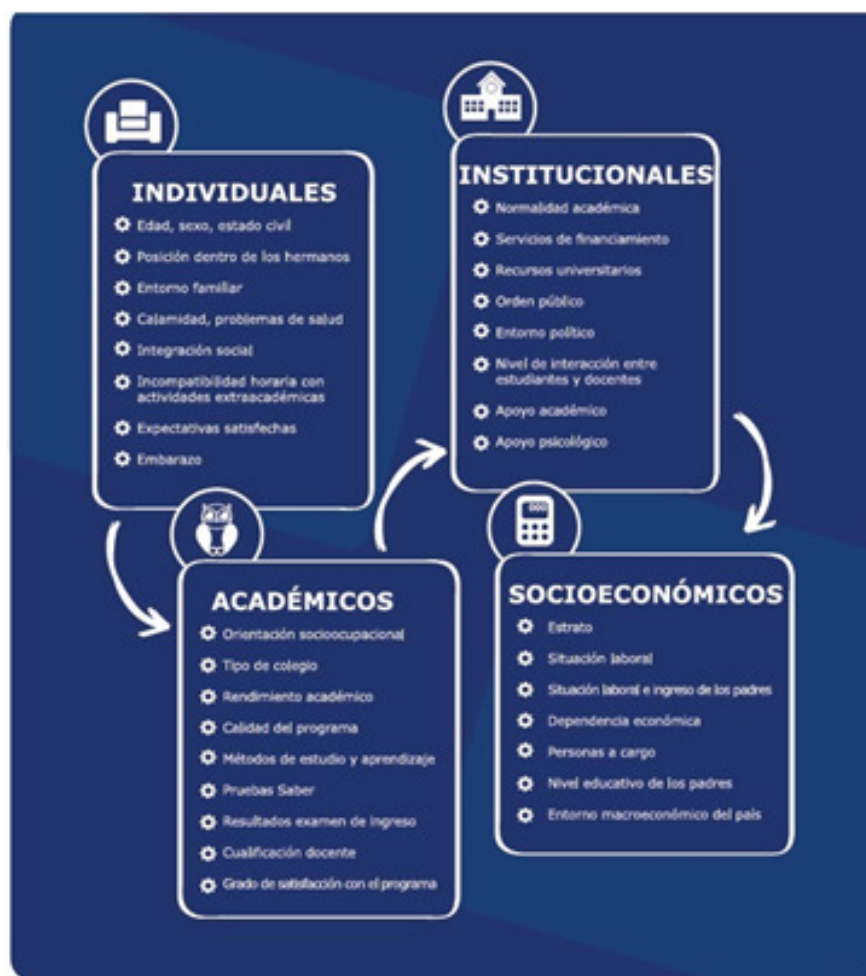 INDIVIDUALES
Edad, sexo, estado civil
Posición dentro de los hermanos
Entorno familiar
Calamidad, problemas de salud
Integración social
Incompatibilidad horaria con
actividades extraacadémicas
Expectativas satisfechas
Embarazo
ACADÉMICOS
Orientación socioocupacional
Tipo de colegio
Rendimiento académico
Calidad del programa
Métodos de estudio y aprendizaje
Pruebas Saber
Resultados examen de ingreso
Cualificación docente
Grado de satisfacción con el programa
INSTITUCIONALES
Normalidad académica
Servicios de financiamiento
Recursos universitarios
Orden público
Entorno político
Nivel de interacción entre
estudiantes y docentes
Apoyo académico
Apoyo psicológico
SOCIOECONÓMICOS
Estrato
Situación laboral
Situación laboral e ingreso de los padres
Dependencia económica
Personas a cargo
Nivel educativo de los padres
Entorno macroeconómico del país